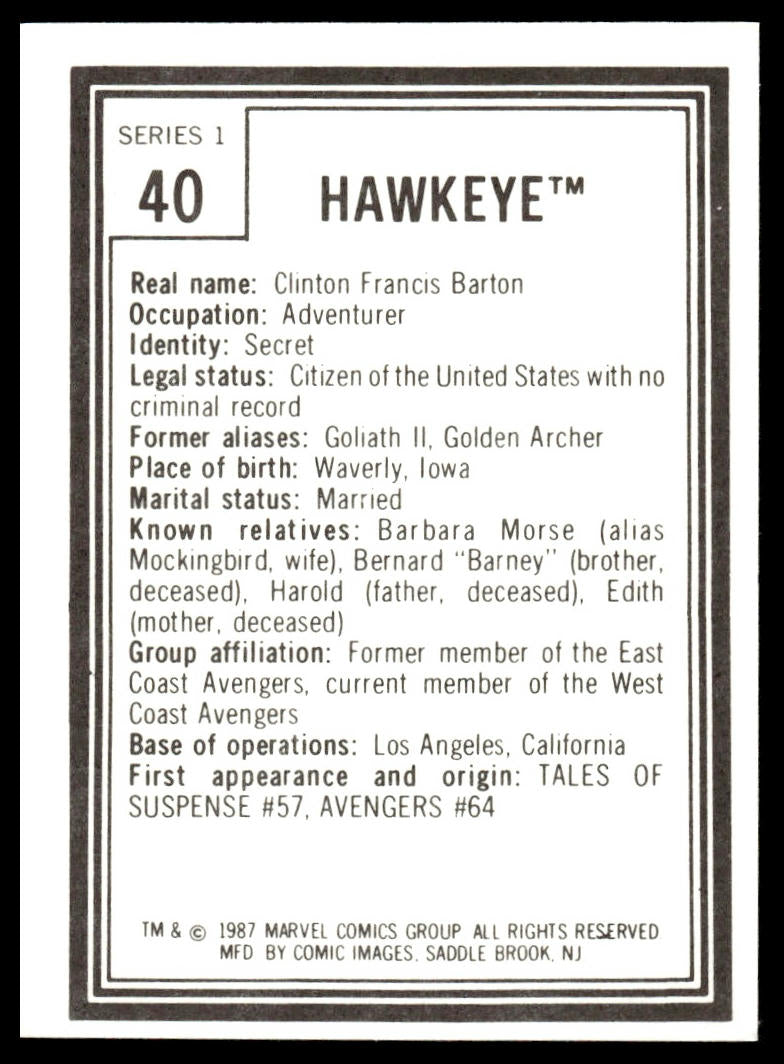 SERIES 1
40
HAWKEYE™
Real name: Clinton Francis Barton
Occupation: Adventurer
Identity: Secret
Legal status: Citizen of the United States with no
criminal record
Former aliases: Goliath II, Golden Archer
Place of birth: Waverly, Iowa
Marital status: Married
Known relatives: Barbara Morse (alias
Mockingbird, wife), Bernard "Barney" (brother,
deceased), Harold (father, deceased), Edith
(mother, deceased)
Group affiliation: Former member of the East
Coast Avengers, current member of the West
Coast Avengers
Base of operations: Los Angeles, California
First appearance and origin: TALES OF
SUSPENSE #57, AVENGERS #64
TM & © 1987 MARVEL COMICS GROUP ALL RIGHTS RESERVED
MFD BY COMIC IMAGES, SADDLE BROOK, NJ